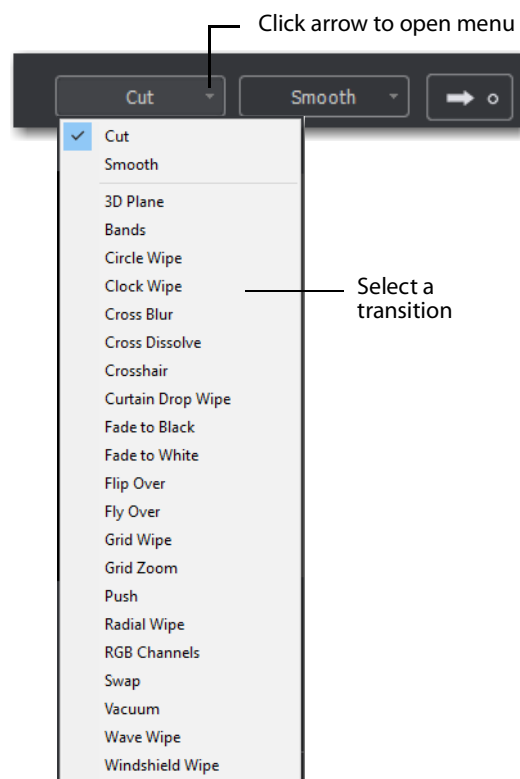 Click arrow to open menu
Cut
Smooth
Cut
Smooth
3D Plane
Bands
Circle Wipe
Clock Wipe
Select a
transition
Cross Blur
Cross Dissolve
Crosshair
Curtain Drop Wipe
Fade to Black
Fade to White
Flip Over
Fly Over
Grid Wipe
Grid Zoom
Push
Radial Wipe
RGB Channels
Swap
Vacuum
Wave Wipe
Windshield Wipe